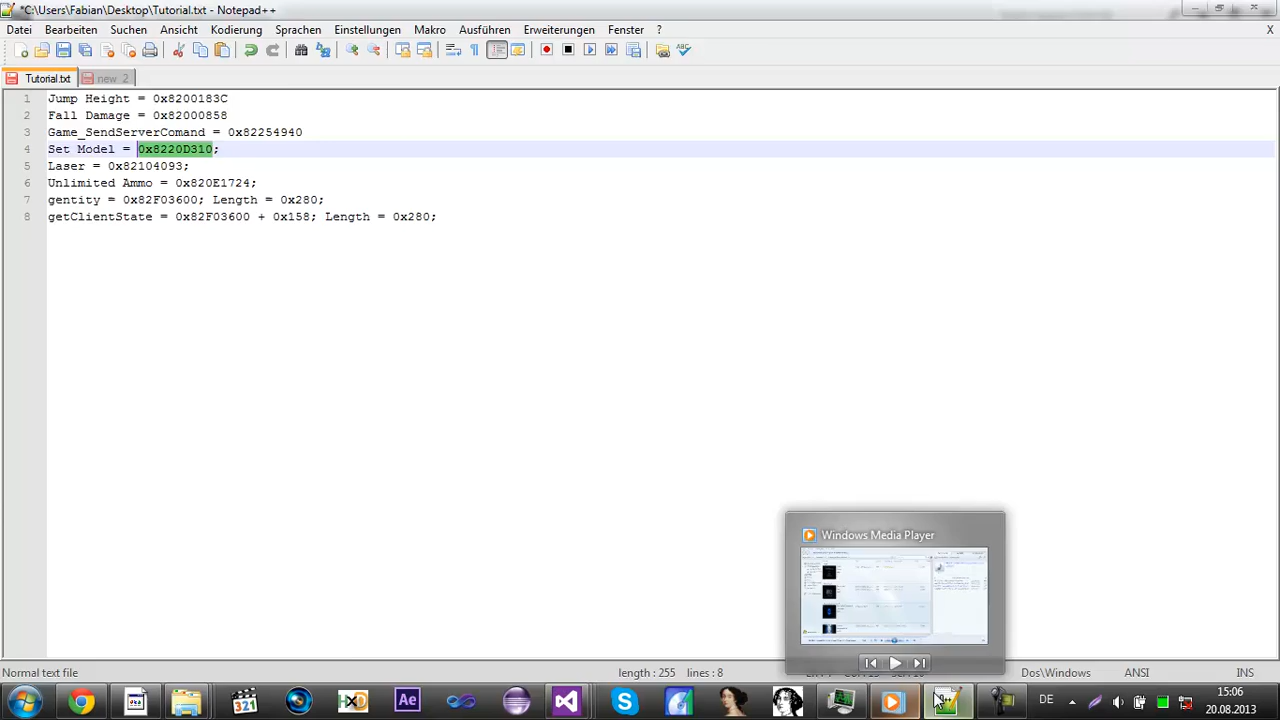 *C:\Users\Fabian\Desktop\Tutorial.txt - Notepad++
Datei Bearbeiten Suchen Ansicht Kodierung Sprachen Einstellungen Makro Ausführen Erweiterungen Fenster ? X
Tutorial.txt new 2
1 Jump Height = 0x8200183C
2 Fall Damage = 0x82000858
3 Game_SendServerComand = 0x82254940
4 Set Model = 0x8220D310;
5 Laser = 0x82104093;
6 Unlimited Ammo = 0x820E1724;
7 gentity = 0x82F03600; Length = 0x280;
8 getClientState = 0x82F03600 + 0x158; Length = 0x280;
Windows Media Player
Normal text file length : 255 lines : 8 Dos\Windows ANSI INS
321 HxD Ae DE 15:06
20.08.2013